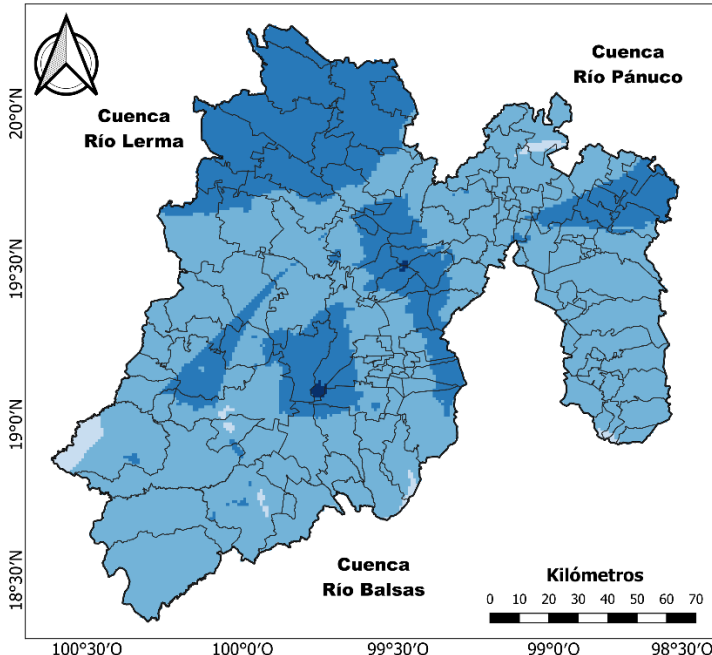 Cuenca
Río Pánuco
Cuenca
Río Lerma
20°0'N
19°30'N
19°0'N
18°30'N
Cuenca
Río Balsas
Kilómetros
0 10 20 30 40 50 60 70
100°30'O 100°0'O 99°30'O 99°0'O 98°30'O